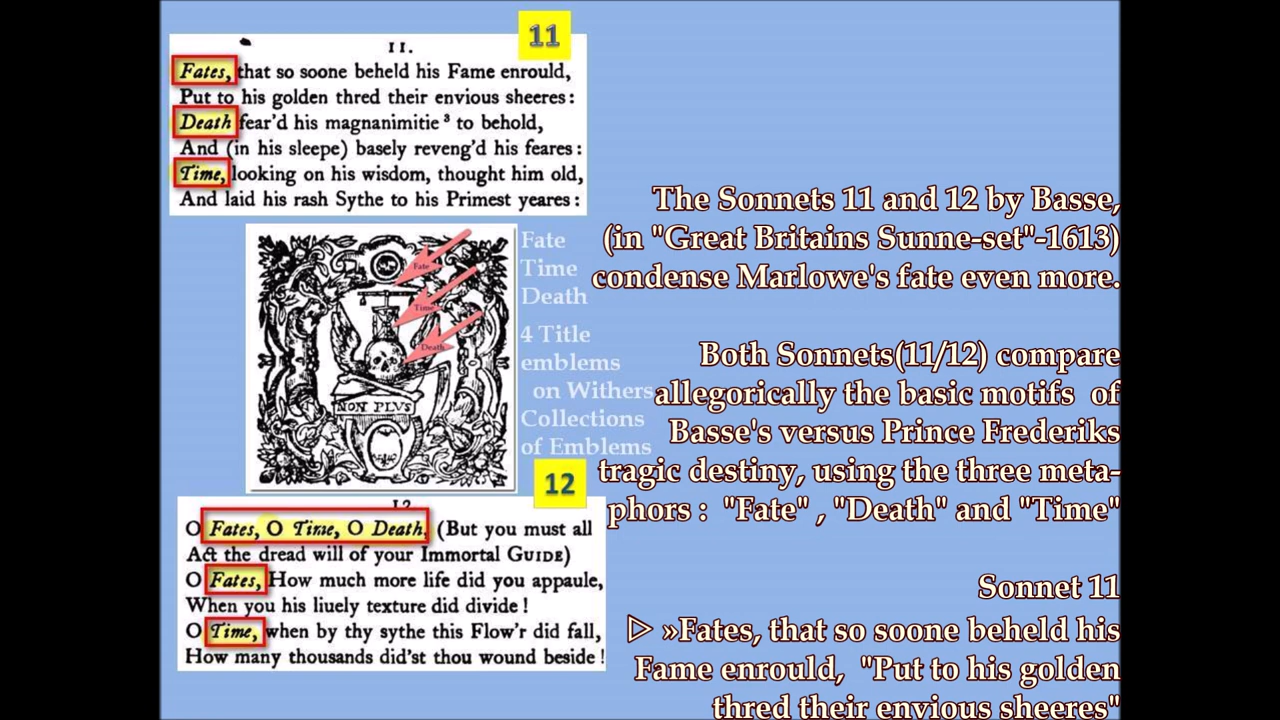 11
11.
Fates, that so soone beheld his Fame enrould,
Put to his golden thred their envious sheeres:
Death fear'd his magnanimitie ³ to behold,
And (in his sleepe) basely reveng'd his feares:
Time, looking on his wisdom, thought him old,
And laid his rash Sythe to his Primest yeares:
Fate
Time
Death
NON PLVS
Fate
Time
Death
4 Title
emblems
on Withers
Collections
of Emblems
12
12.
O Fates, O Time, O Death, (But you must all
Act the dread will of your Immortal GUIDE)
O Fates, How much more life did you appaule,
When you his liuely texture did divide!
O Time, when by thy sythe this Flow'r did fall,
How many thousands did'st thou wound beside!
The Sonnets 11 and 12 by Basse,
(in "Great Britains Sunne-set"-1613)
condense Marlowe's fate even more.
Both Sonnets(11/12) compare
allegorically the basic motifs of
Basse's versus Prince Frederiks
tragic destiny, using the three meta-
phors : "Fate" , "Death" and "Time"
Sonnet 11
▷ »Fates, that so soone beheld his
Fame enrould, "Put to his golden
thred their envious sheeres"